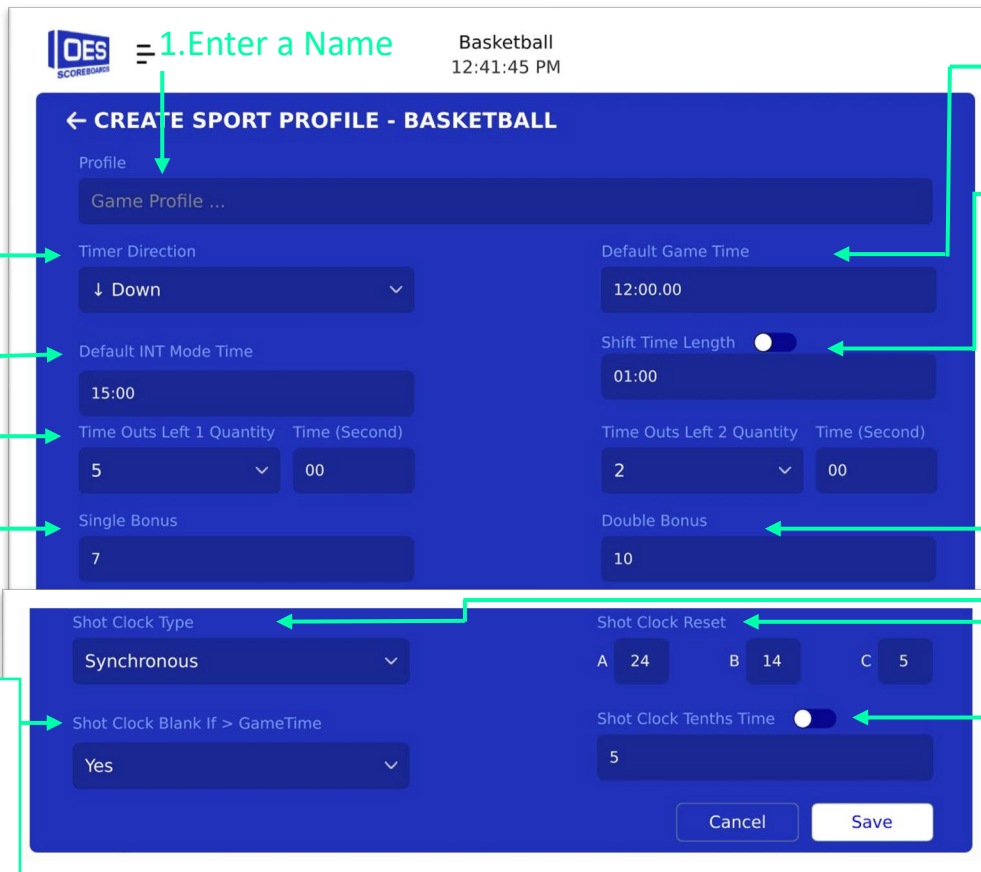 OES
SCOREBOARDS
1.Enter a Name
Basketball
12:41:45 PM
← CREATE SPORT PROFILE - BASKETBALL
Profile
Game Profile ...
Timer Direction
Default Game Time
↓ Down
12:00.00
Default INT Mode Time
Shift Time Length
15:00
01:00
Time Outs Left 1 Quantity Time (Second)
Time Outs Left 2 Quantity Time (Second)
5 00
2 00
Single Bonus
Double Bonus
7
10
Shot Clock Type
Shot Clock Reset
Synchronous
A 24 B 14 C 5
Shot Clock Blank If > GameTime
Shot Clock Tenths Time
Yes
5
Cancel
Save